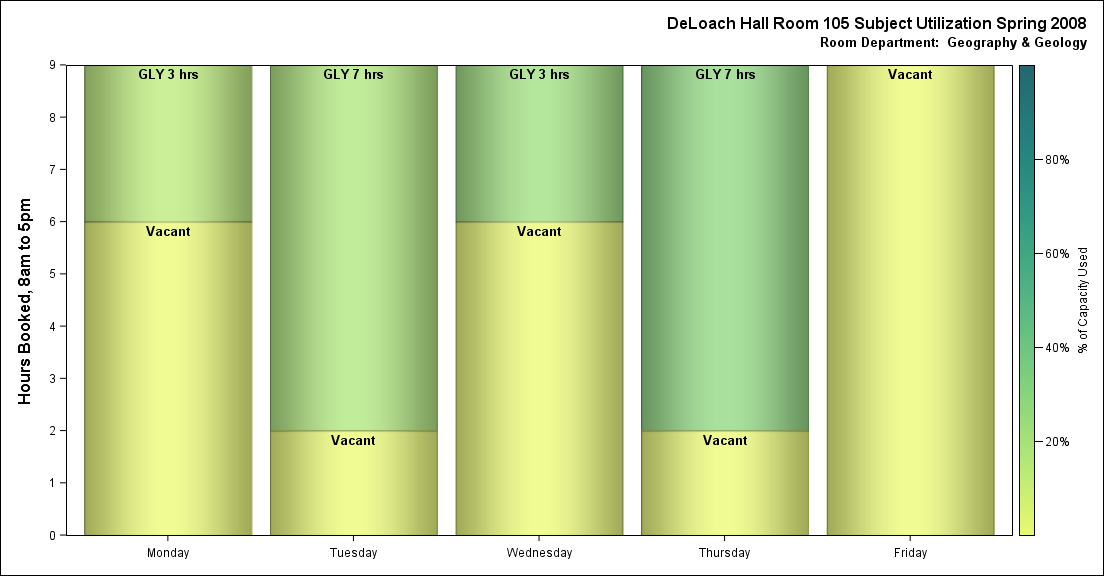 DeLoach Hall Room 105 Subject Utilization Spring 2008
Room Department: Geography & Geology
Hours Booked, 8am to 5pm
9
8
7
6
5
4
3
2
1
0
GLY 3 hrs
GLY 7 hrs
GLY 3 hrs
GLY 7 hrs
Vacant
Vacant
Vacant
Vacant
Vacant
Monday
Tuesday
Wednesday
Thursday
Friday
80%
60%
40%
20%
% of Capacity Used